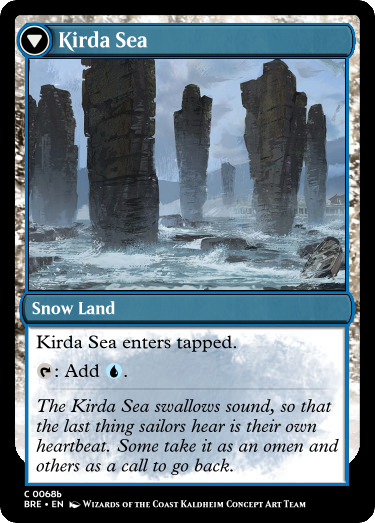 Kirda Sea
Snow Land
Kirda Sea enters tapped.
: Add .
The Kirda Sea swallows sound, so that
the last thing sailors hear is their own
heartbeat. Some take it as an omen and
others as a call to go back.
C 0068b
BRE • EN Wizards of the Coast Kaldheim Concept Art Team